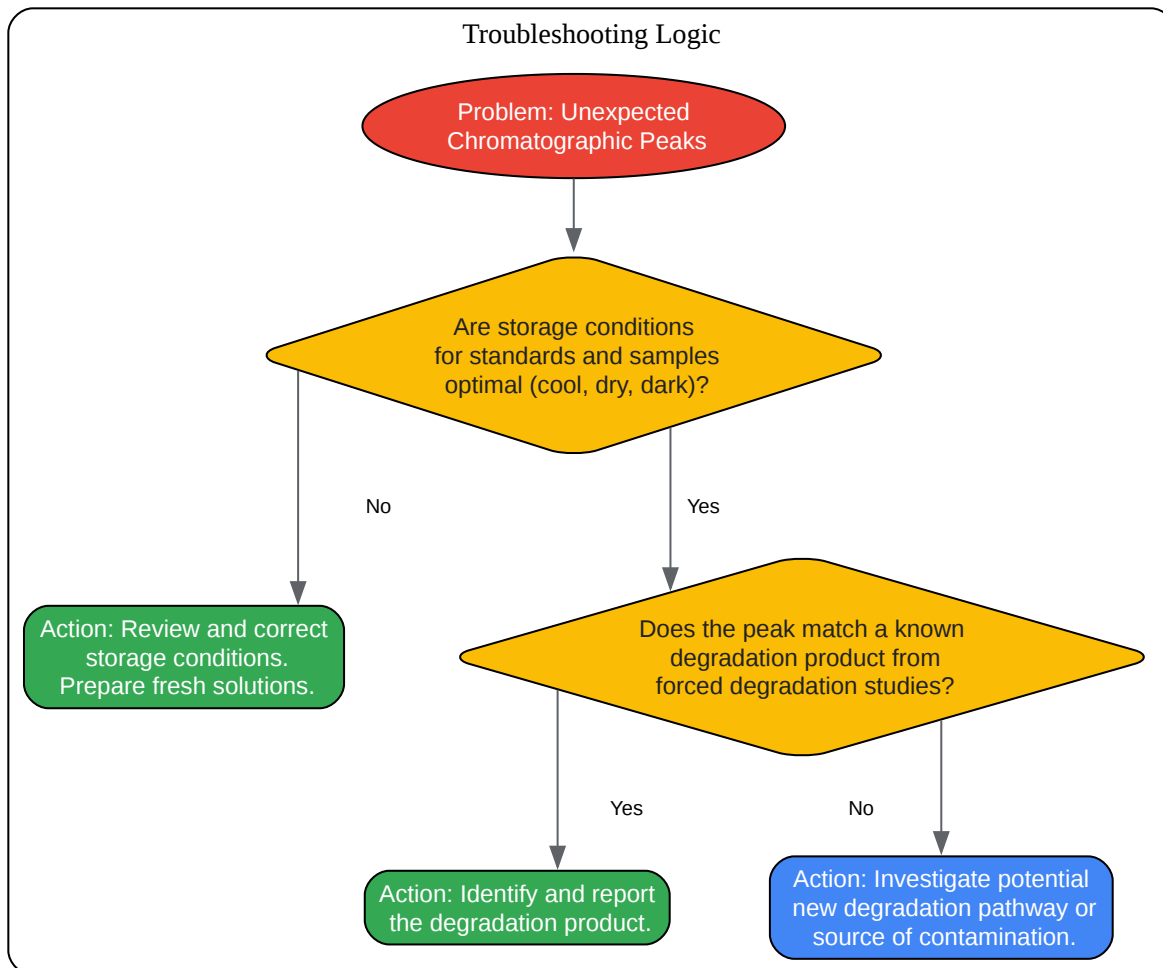 Troubleshooting Logic
Problem: Unexpected
Chromatographic Peaks
Are storage conditions
for standards and samples
optimal (cool, dry, dark)?
No
Yes
Action: Review and correct
storage conditions.
Prepare fresh solutions.
Does the peak match a known
degradation product from
forced degradation studies?
Yes
No
Action: Identify and report
the degradation product.
Action: Investigate potential
new degradation pathway or
source of contamination.